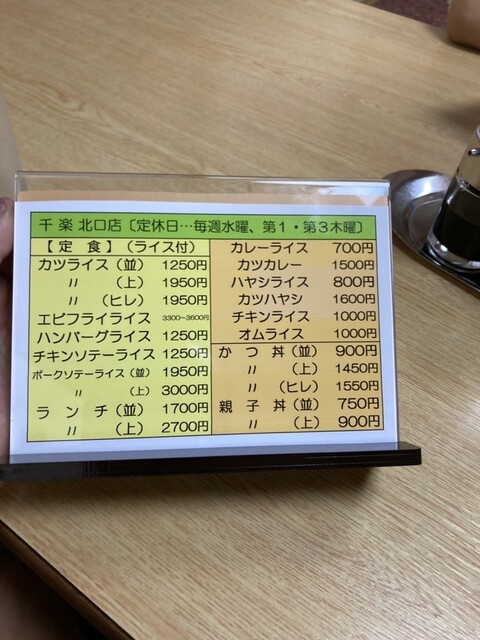 千楽 北口店〔定休日…毎週水曜、第1・第3木曜〕
【定 食】(ライス付)
カツライス(並) 1250円
〃 (上) 1950円
〃 (ヒレ) 1950円
エビフライライス 3300~3600円
ハンバーグライス 1250円
チキンソテーライス 1250円
ポークソテーライス(並) 1950円
〃 (上) 3000円
ランチ(並) 1700円
〃 (上) 2700円
カレーライス 700円
カツカレー 1500円
ハヤシライス 800円
カツハヤシ 1600円
チキンライス 1000円
オムライス 1000円
かつ丼(並) 900円
〃 (上) 1450円
〃 (ヒレ) 1550円
親子丼(並) 750円
〃 (上) 900円